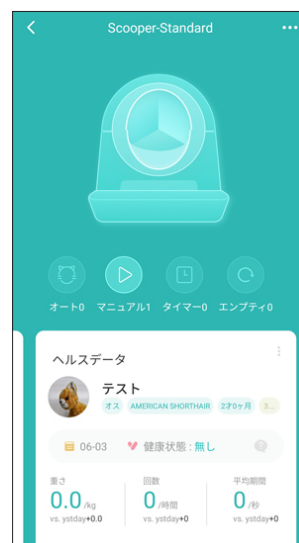 Scooper-Standard
オート0 マニュアル1 タイマー0 エンプティ0
ヘルスデータ
テスト
オス AMERICAN SHORTHAIR 2才0ヶ月 3...
06-03 健康状態 : 無し
重さ 回数 平均期間
0.0 /kg 0 /時間 0 /秒
vs. ystday+0.0 vs. ystday+0 vs. ystday+0